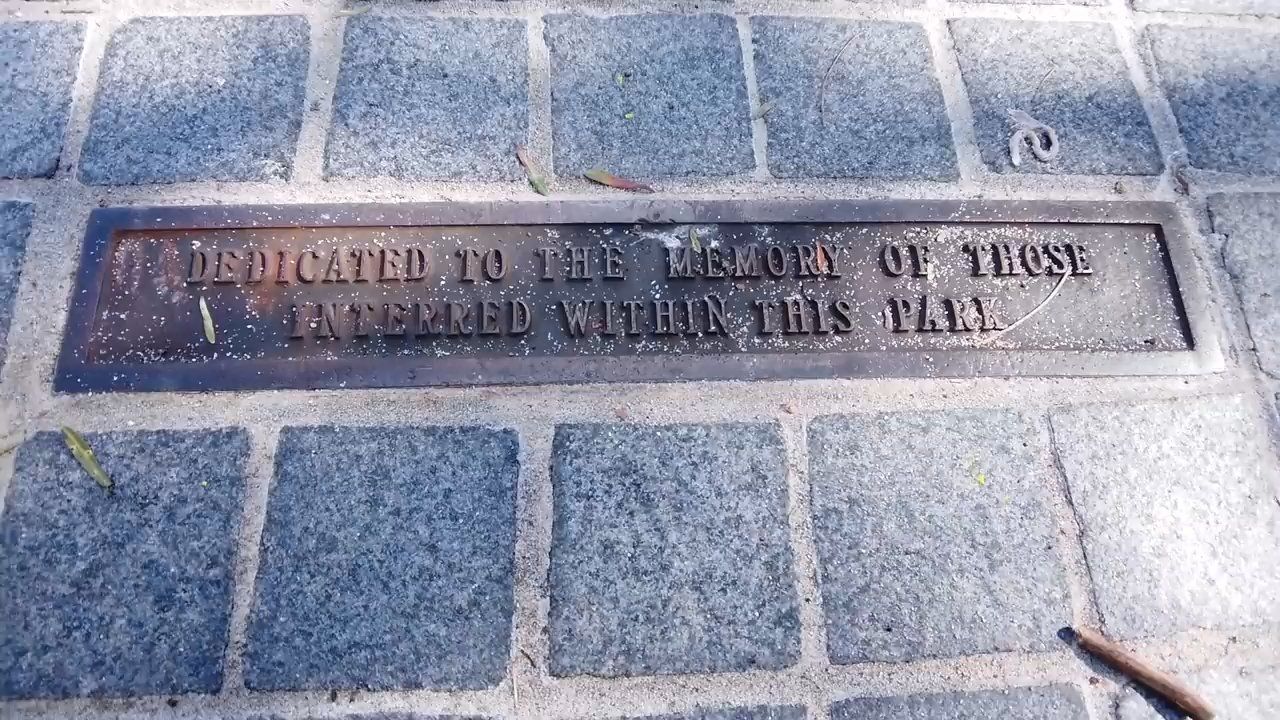 DEDICATED TO THE MEMORY OF THOSE
INTERRED WITHIN THIS PARK